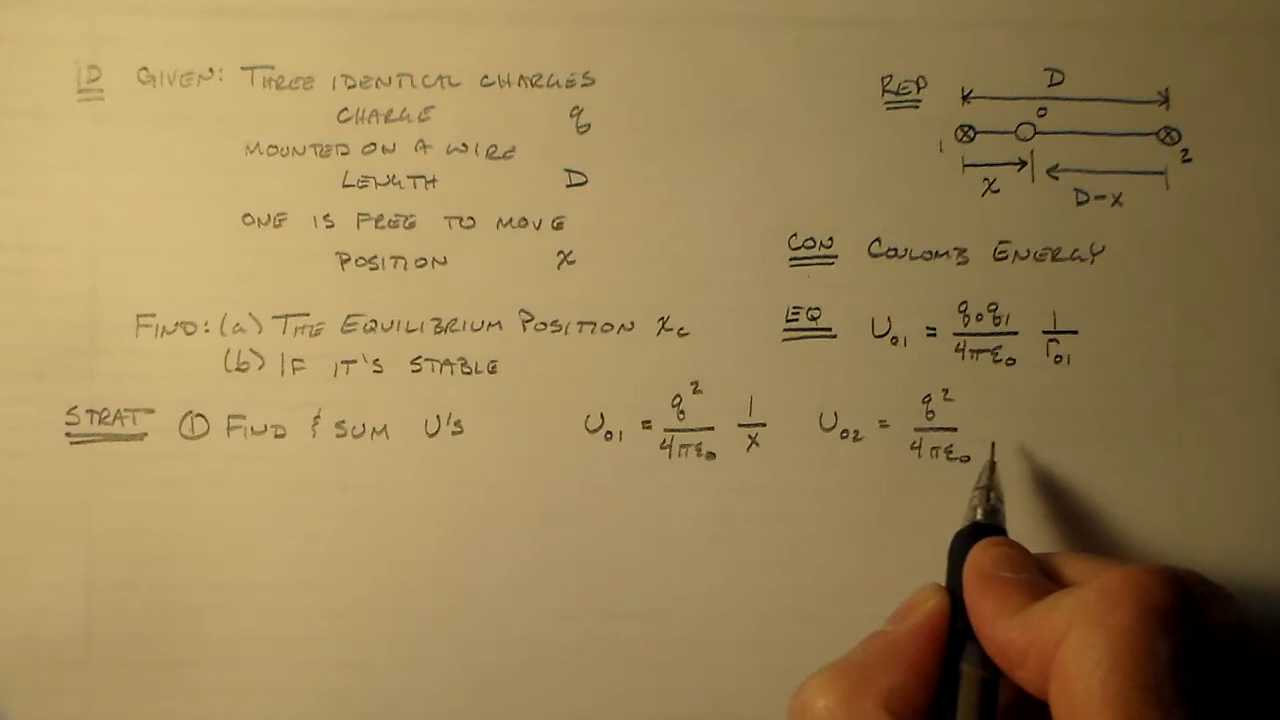 ID GIVEN: THREE IDENTICAL CHARGES
CHARGE q
MOUNTED ON A WIRE
LENGTH D
ONE IS FREE TO MOVE
POSITION x
FIND: (a) THE EQUILIBRIUM POSITION xc
(b) IF IT'S STABLE
REP D
0
1 2
x D-x
CON COULOMB ENERGY
EQ U01 = q0q1/4πε0 1/r01
STRAT ① FIND & SUM U'S U01 = q²/4πε0 1/x U02 = q²/4πε0